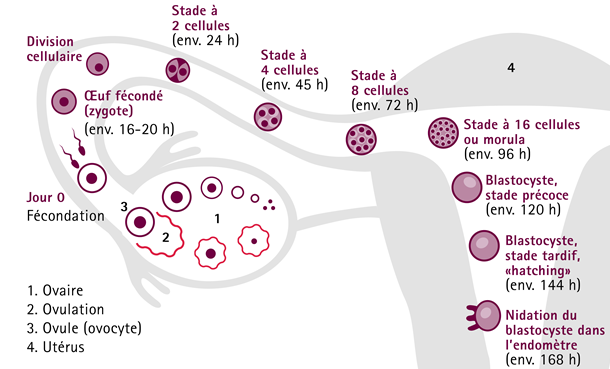 Stade à
2 cellules
(env. 24 h)
Division
cellulaire
Stade à
4 cellules
(env. 45 h)
Stade à
8 cellules
(env. 72 h)
4
Œuf fécondé
(zygote)
(env. 16-20 h)
Stade à 16 cellules
ou morula
(env. 96 h)
Jour 0
Fécondation
3
2
1
Blastocyste,
stade précoce
(env. 120 h)
Blastocyste,
stade tardif,
«hatching»
(env. 144 h)
1. Ovaire
2. Ovulation
3. Ovule (ovocyte)
4. Utérus
Nidation du
blastocyste dans
l'endomètre
(env. 168 h)